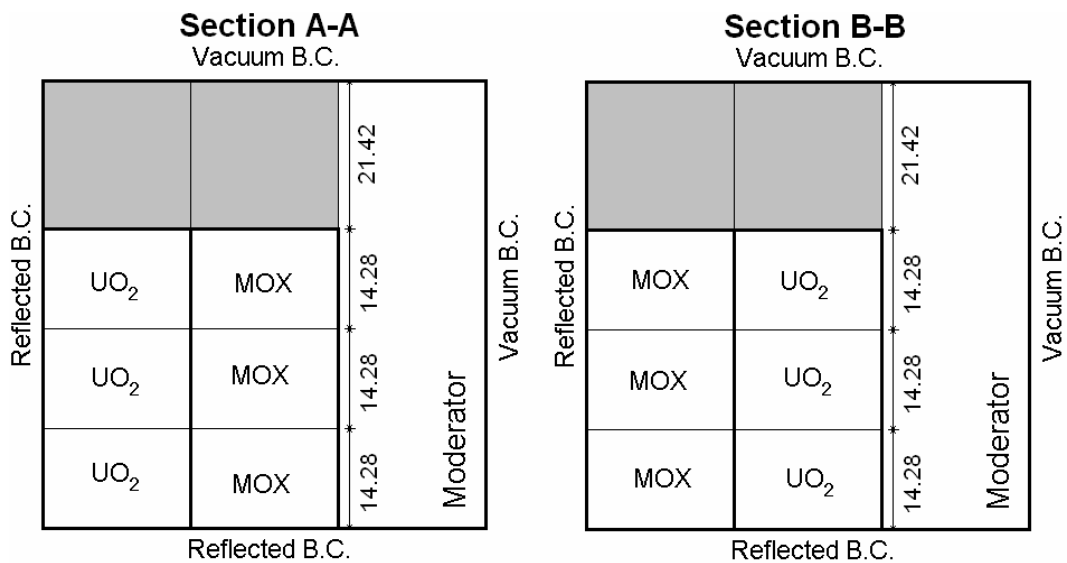 Section A-A
Vacuum B.C.
Reflected B.C.
21.42
UO2
MOX
14.28
UO2
MOX
14.28
UO2
MOX
14.28
Moderator
Vacuum B.C.
Reflected B.C.
Section B-B
Vacuum B.C.
Reflected B.C.
21.42
MOX
UO2
14.28
MOX
UO2
14.28
MOX
UO2
14.28
Moderator
Vacuum B.C.
Reflected B.C.